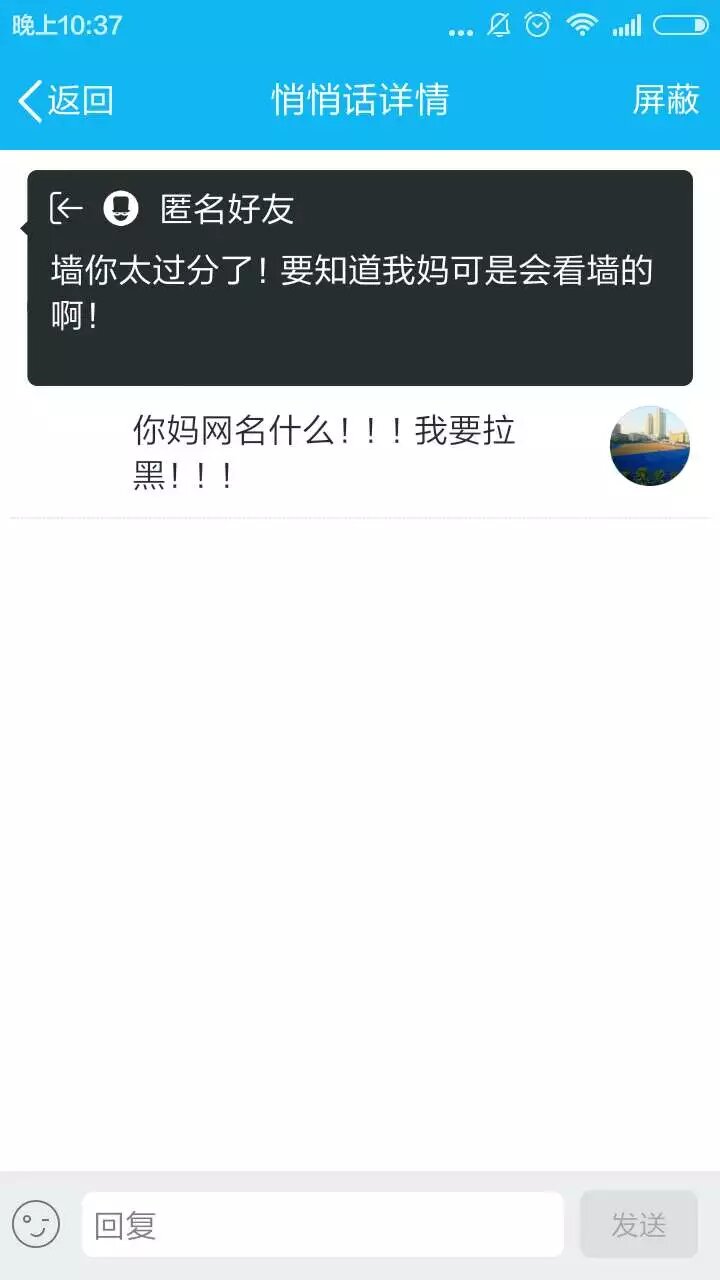 晚上10:37
返回
悄悄话详情
屏蔽
匿名好友
墙你太过分了！要知道我妈可是会看墙的
啊！
你妈网名什么！！！我要拉
黑！！！
回复
发送